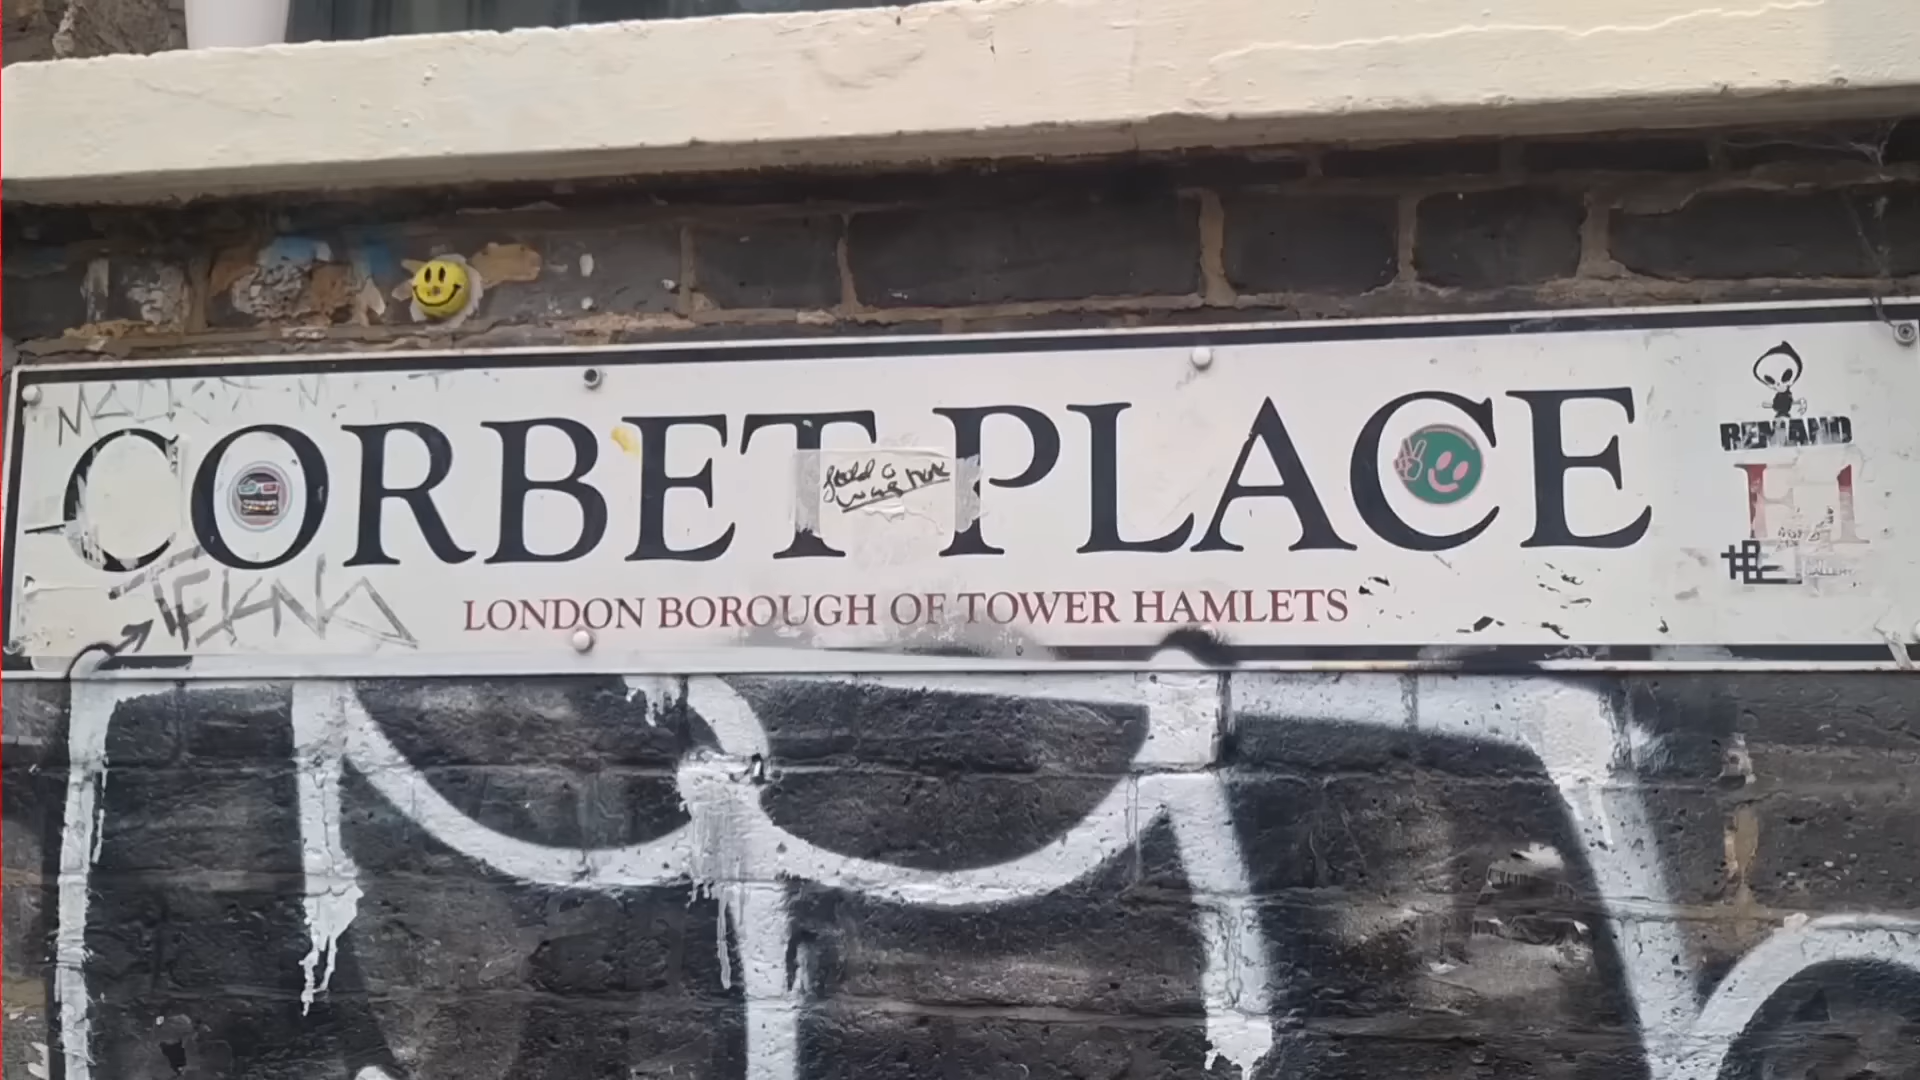 CORBET PLACE
REMAND
E1
LONDON BOROUGH OF TOWER HAMLETS